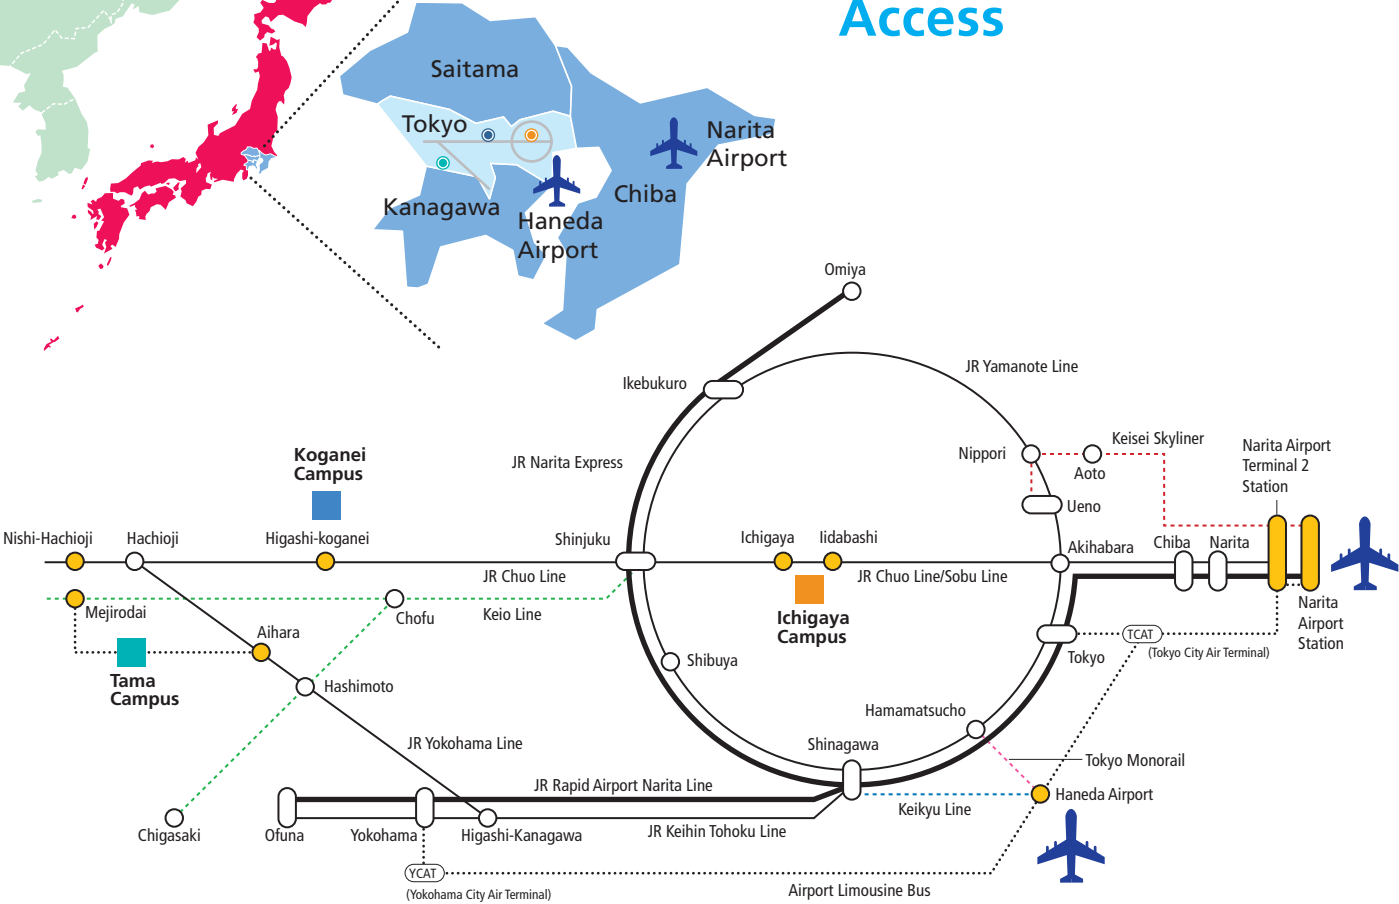 Access
Saitama
Tokyo
Narita
Airport
Chiba
Kanagawa
Haneda
Airport
Omiya
JR Yamanote Line
Ikebukuro
Keisei Skyliner
Narita Airport
Terminal 2
Station
Nippori
Aoto
JR Narita Express
Koganei
Campus
Ueno
Nishi-Hachioji
Hachioji
Higashi-koganei
Shinjuku
Ichigaya
Iidabashi
Akihabara
Chiba
Narita
JR Chuo Line
JR Chuo Line/Sobu Line
Mejirodai
Chofu
Keio Line
Ichigaya
Campus
Narita
Airport
Station
Aihara
TCAT
(Tokyo City Air Terminal)
Tokyo
Shibuya
Tama
Campus
Hashimoto
Hamamatsucho
JR Yokohama Line
Shinagawa
Tokyo Monorail
JR Rapid Airport Narita Line
Haneda Airport
Keikyu Line
Chigasaki
Ofuna
Yokohama
Higashi-Kanagawa
JR Keihin Tohoku Line
YCAT
(Yokohama City Air Terminal)
Airport Limousine Bus